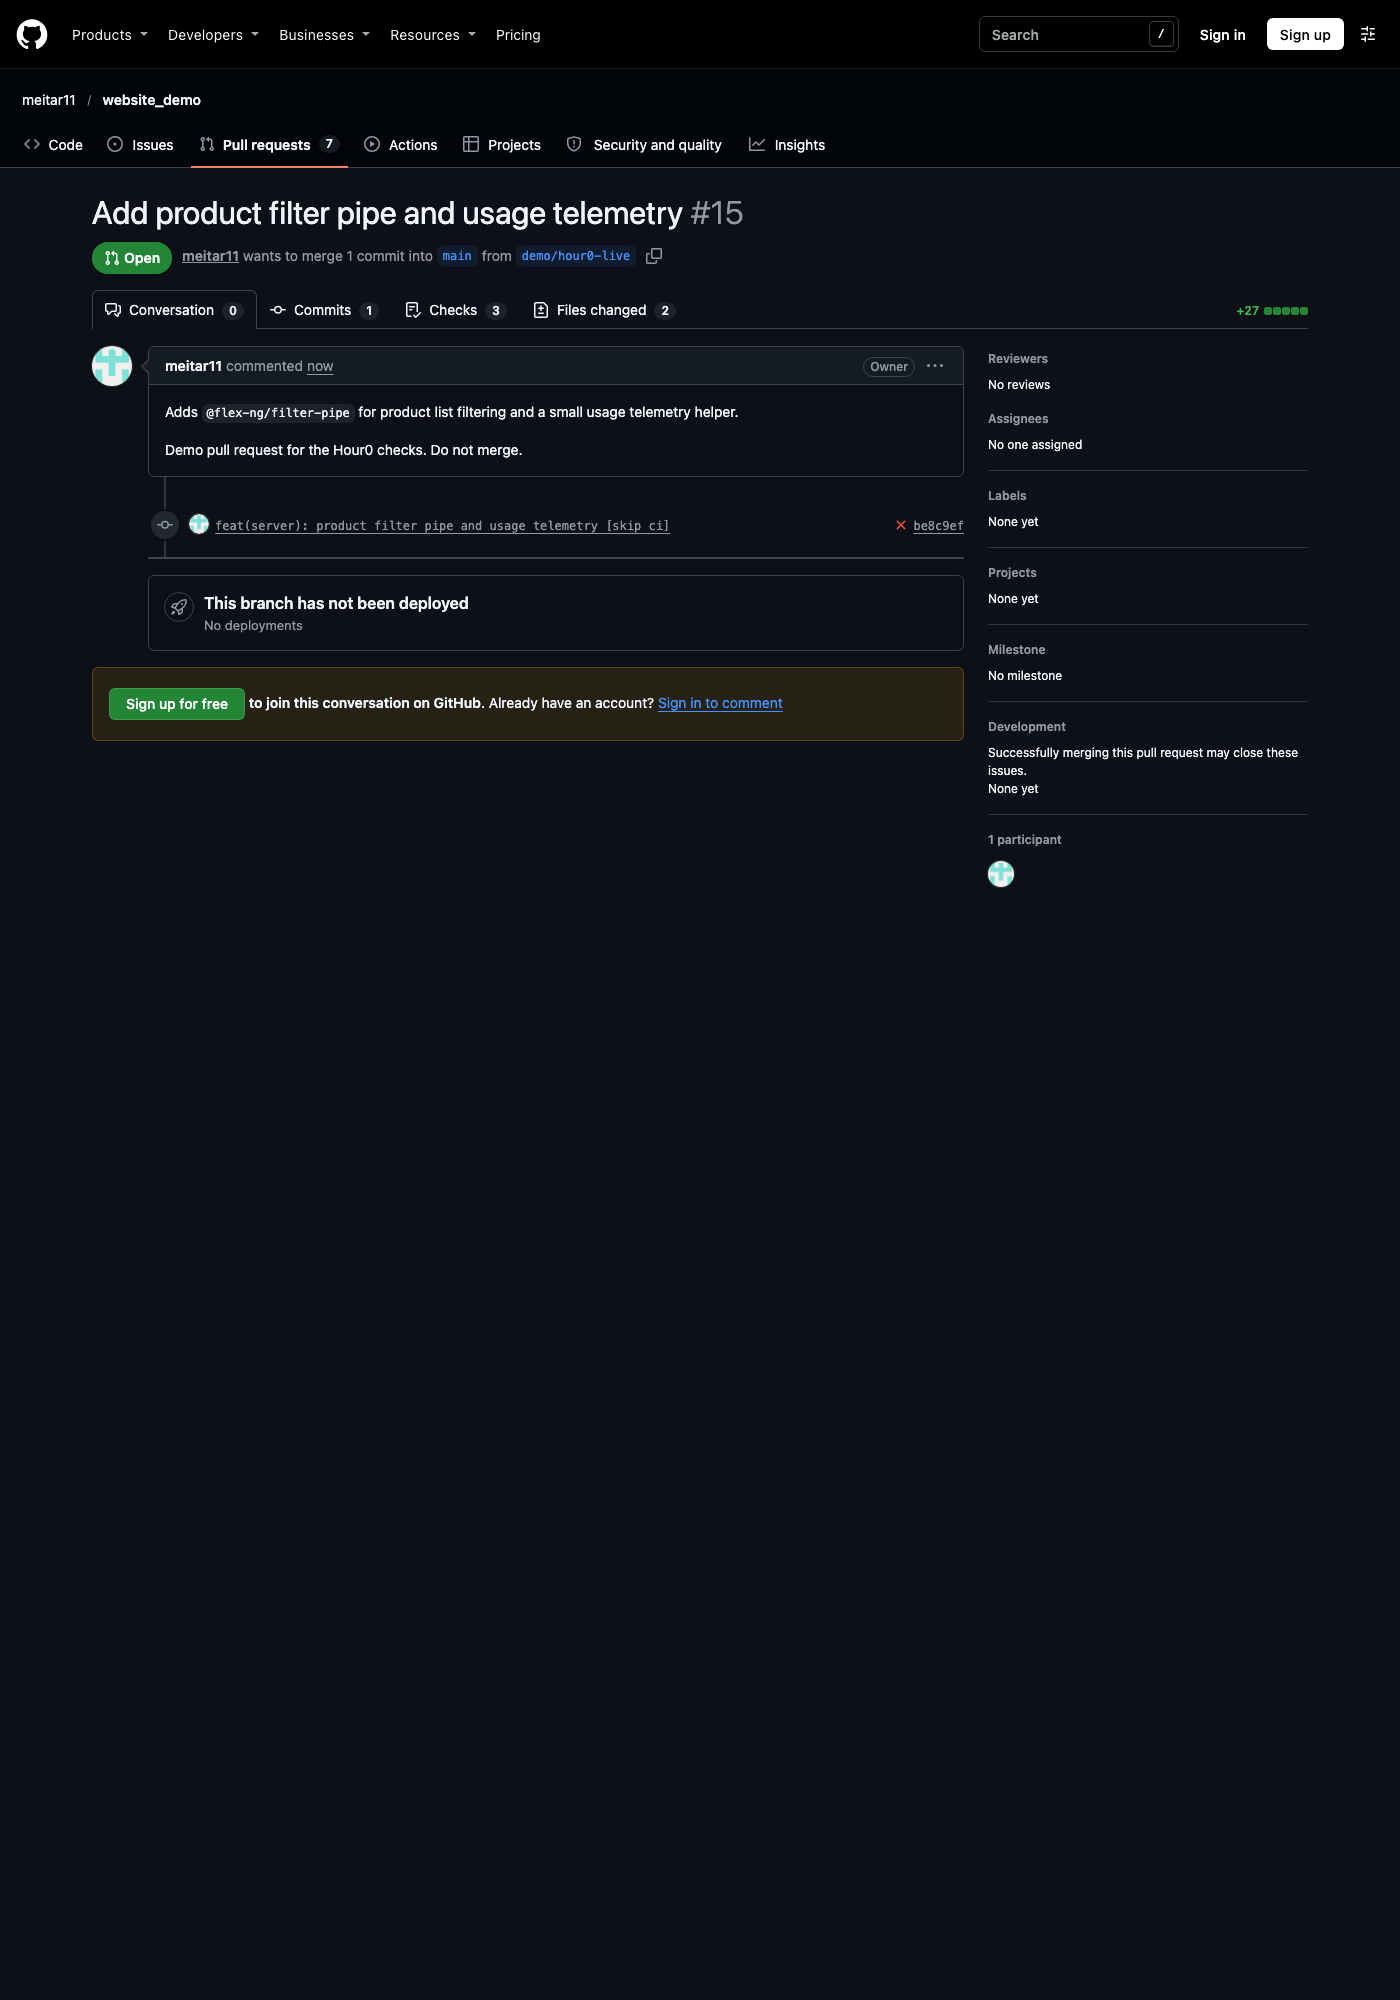 Products Developers Businesses Resources Pricing Search / Sign in Sign up
meitar11 / website_demo
Code Issues Pull requests 7 Actions Projects Security and quality Insights
Add product filter pipe and usage telemetry #15
Open meitar11 wants to merge 1 commit into main from demo/hour0-live
Conversation 0 Commits 1 Checks 3 Files changed 2 +27
meitar11 commented now Owner
Adds @flex-ng/filter-pipe for product list filtering and a small usage telemetry helper.
Demo pull request for the Hour0 checks. Do not merge.
feat(server): product filter pipe and usage telemetry [skip ci] be8c9ef
This branch has not been deployed
No deployments
Sign up for free to join this conversation on GitHub. Already have an account? Sign in to comment
Reviewers
No reviews
Assignees
No one assigned
Labels
None yet
Projects
None yet
Milestone
No milestone
Development
Successfully merging this pull request may close these
issues.
None yet
1 participant